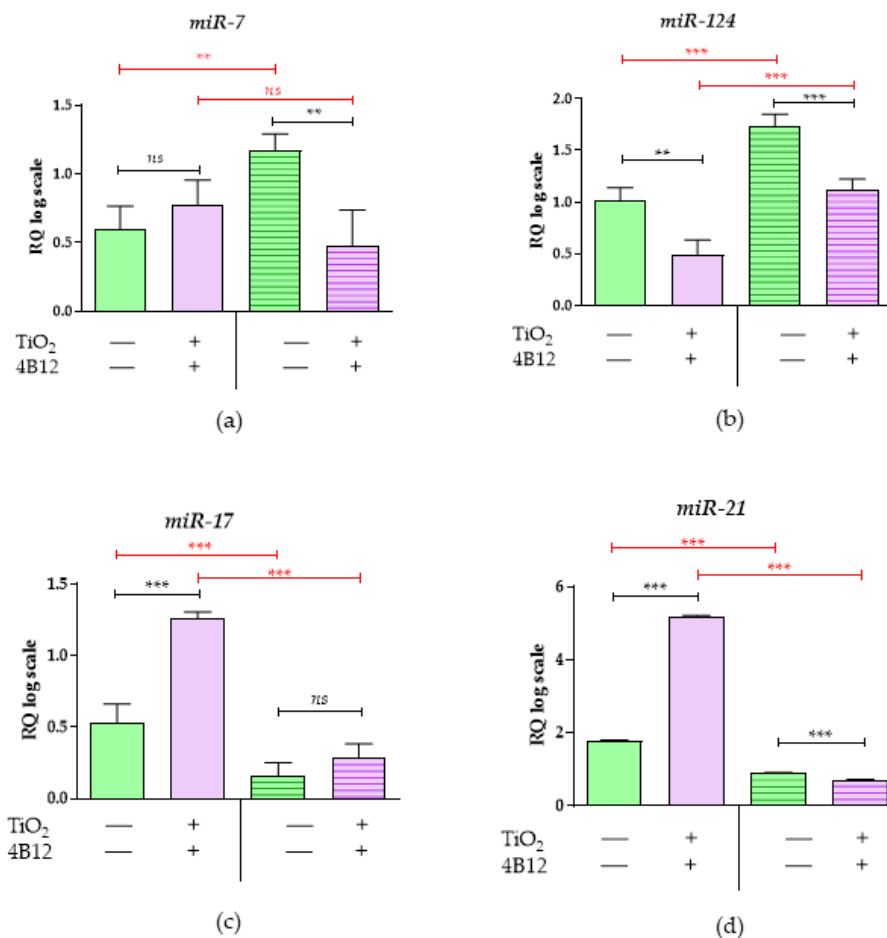 miR-7
**
ns
**
ns
1.5
1.0
0.5
0.0
RQ log scale
TiO₂ — + — +
4B12 — + — +
(a)
miR-124
***
***
***
**
2.0
1.5
1.0
0.5
0.0
RQ log scale
TiO₂ — + — +
4B12 — + — +
(b)
miR-17
***
***
***
ns
1.5
1.0
0.5
0.0
RQ log scale
TiO₂ — + — +
4B12 — + — +
(c)
miR-21
***
***
***
***
6
4
2
0
RQ log scale
TiO₂ — + — +
4B12 — + — +
(d)